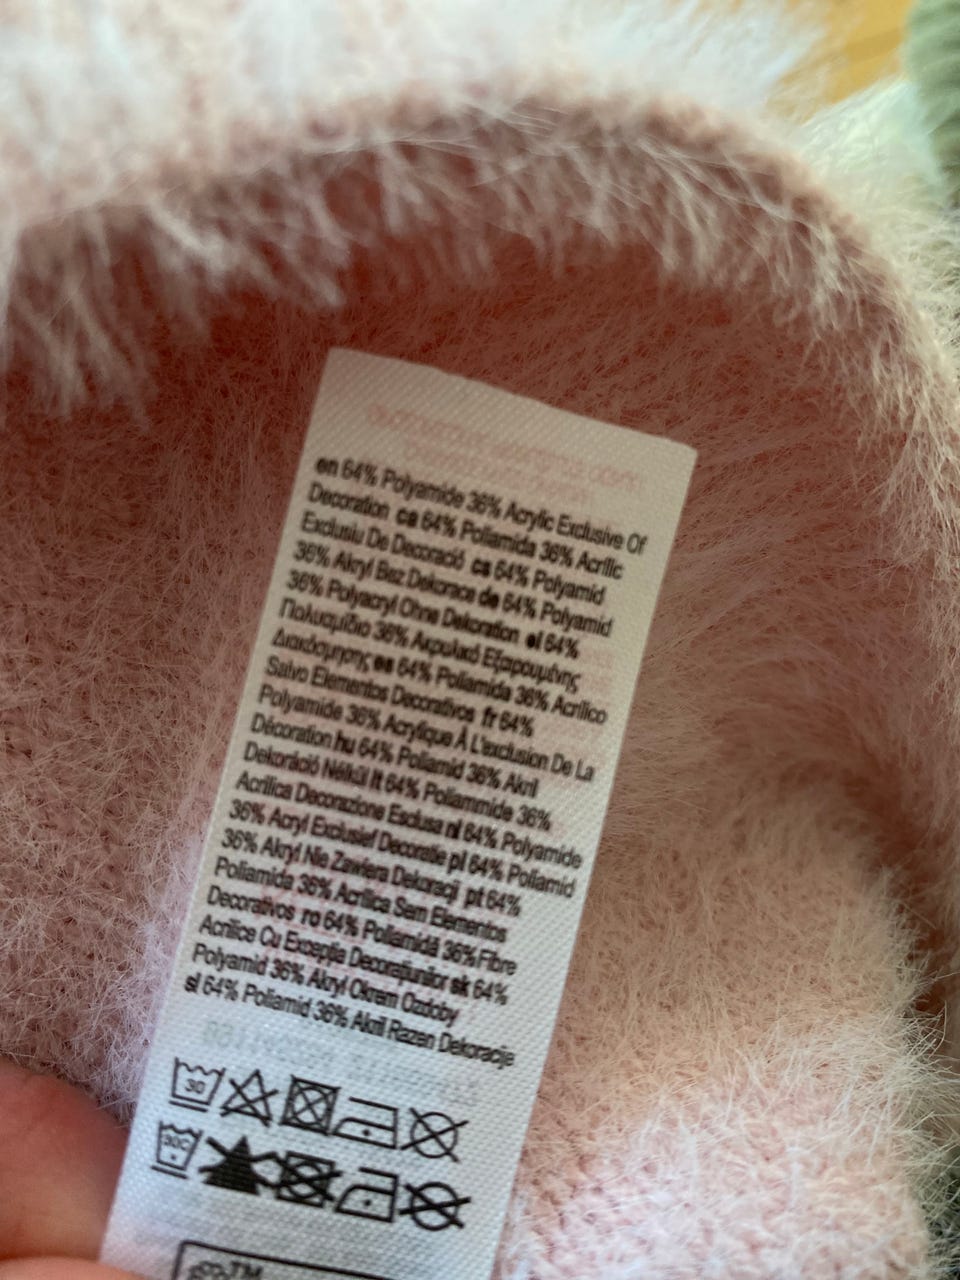 en 64% Polyamide 36% Acrylic Exclusive Of
Decoration ca 64% Poliamida 36% Acrílic
Exclusiu De Decoració cs 64% Polyamid
36% Akryl Bez Dekorace de 64% Polyamid
36% Polyacryl Ohne Dekoration el 64%
Πολυαμίδιο 36% Ακρυλικό Εξαιρουμένης
Διακόσμησης es 64% Poliamida 36% Acrílico
Salvo Elementos Decorativos fr 64%
Polyamide 36% Acrylique À L'exclusion De La
Décoration hu 64% Poliamid 36% Akril
Dekoráció Nélkül it 64% Poliammide 36%
Acrilica Decorazione Esclusa nl 64% Polyamide
36% Acryl Exclusief Decoratie pl 64% Poliamid
36% Akryl Nie Zawiera Dekoracji pt 64%
Poliamida 36% Acrílica Sem Elementos
Decorativos ro 64% Poliamidă 36% Fibre
Acrilice Cu Excepția Decorațiunilor sk 64%
Polyamid 36% Akryl Okrem Ozdoby
sl 64% Poliamid 36% Akril Razen Dekoracije
30
30C
TM